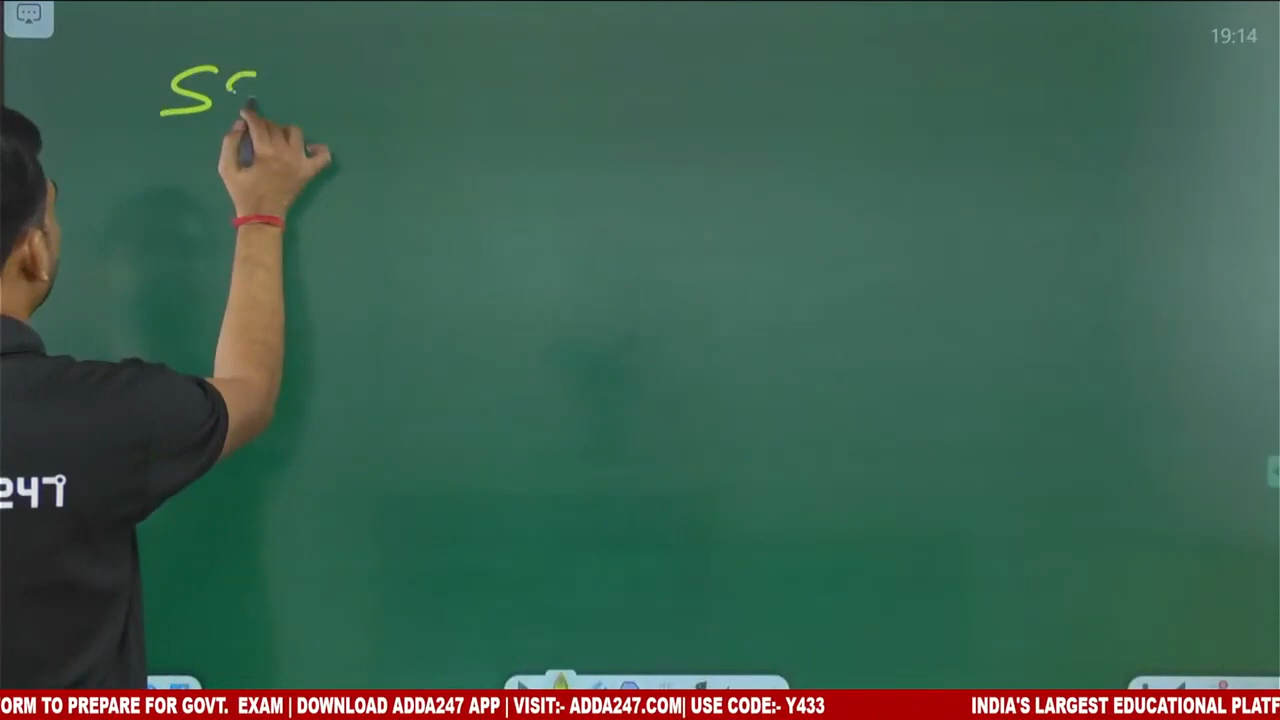 19:14
S
247
ORM TO PREPARE FOR GOVT. EXAM | DOWNLOAD ADDA247 APP | VISIT:- ADDA247.COM| USE CODE:- Y433 INDIA'S LARGEST EDUCATIONAL PLATF